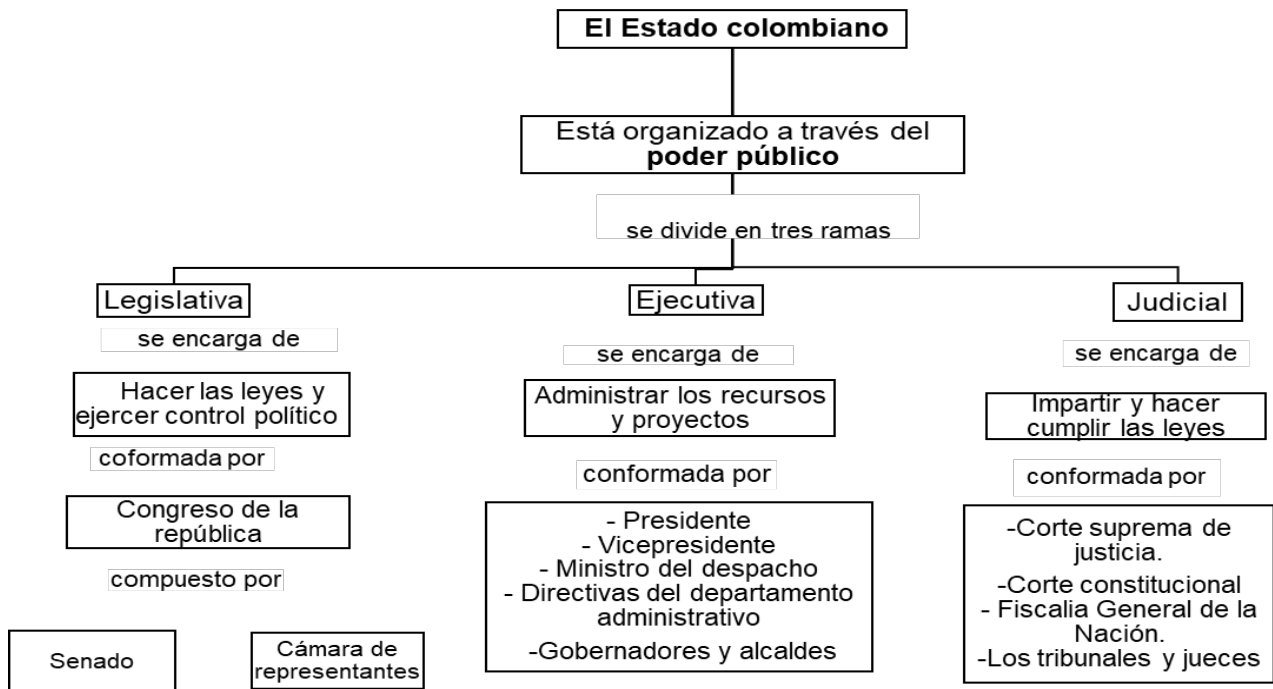 El Estado colombiano
Está organizado a través del
poder público
se divide en tres ramas
Legislativa
se encarga de
Hacer las leyes y
ejercer control político
coformada por
Congreso de la
república
compuesto por
Senado
Cámara de
representantes
Ejecutiva
se encarga de
Administrar los recursos
y proyectos
conformada por
- Presidente
- Vicepresidente
- Ministro del despacho
- Directivas del departamento
administrativo
-Gobernadores y alcaldes
Judicial
se encarga de
Impartir y hacer
cumplir las leyes
conformada por
-Corte suprema de
justicia.
-Corte constitucional
- Fiscalia General de la
Nación.
-Los tribunales y jueces